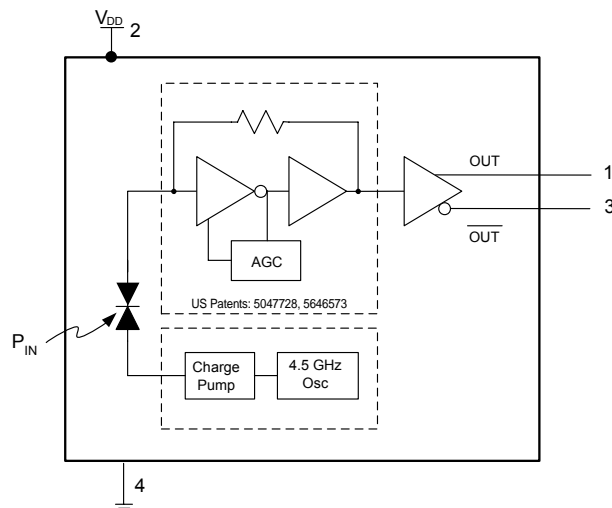 VDD
2
OUT
1
3
OUT
AGC
US Patents: 5047728, 5646573
PIN
Charge
Pump
4.5 GHz
Osc
4